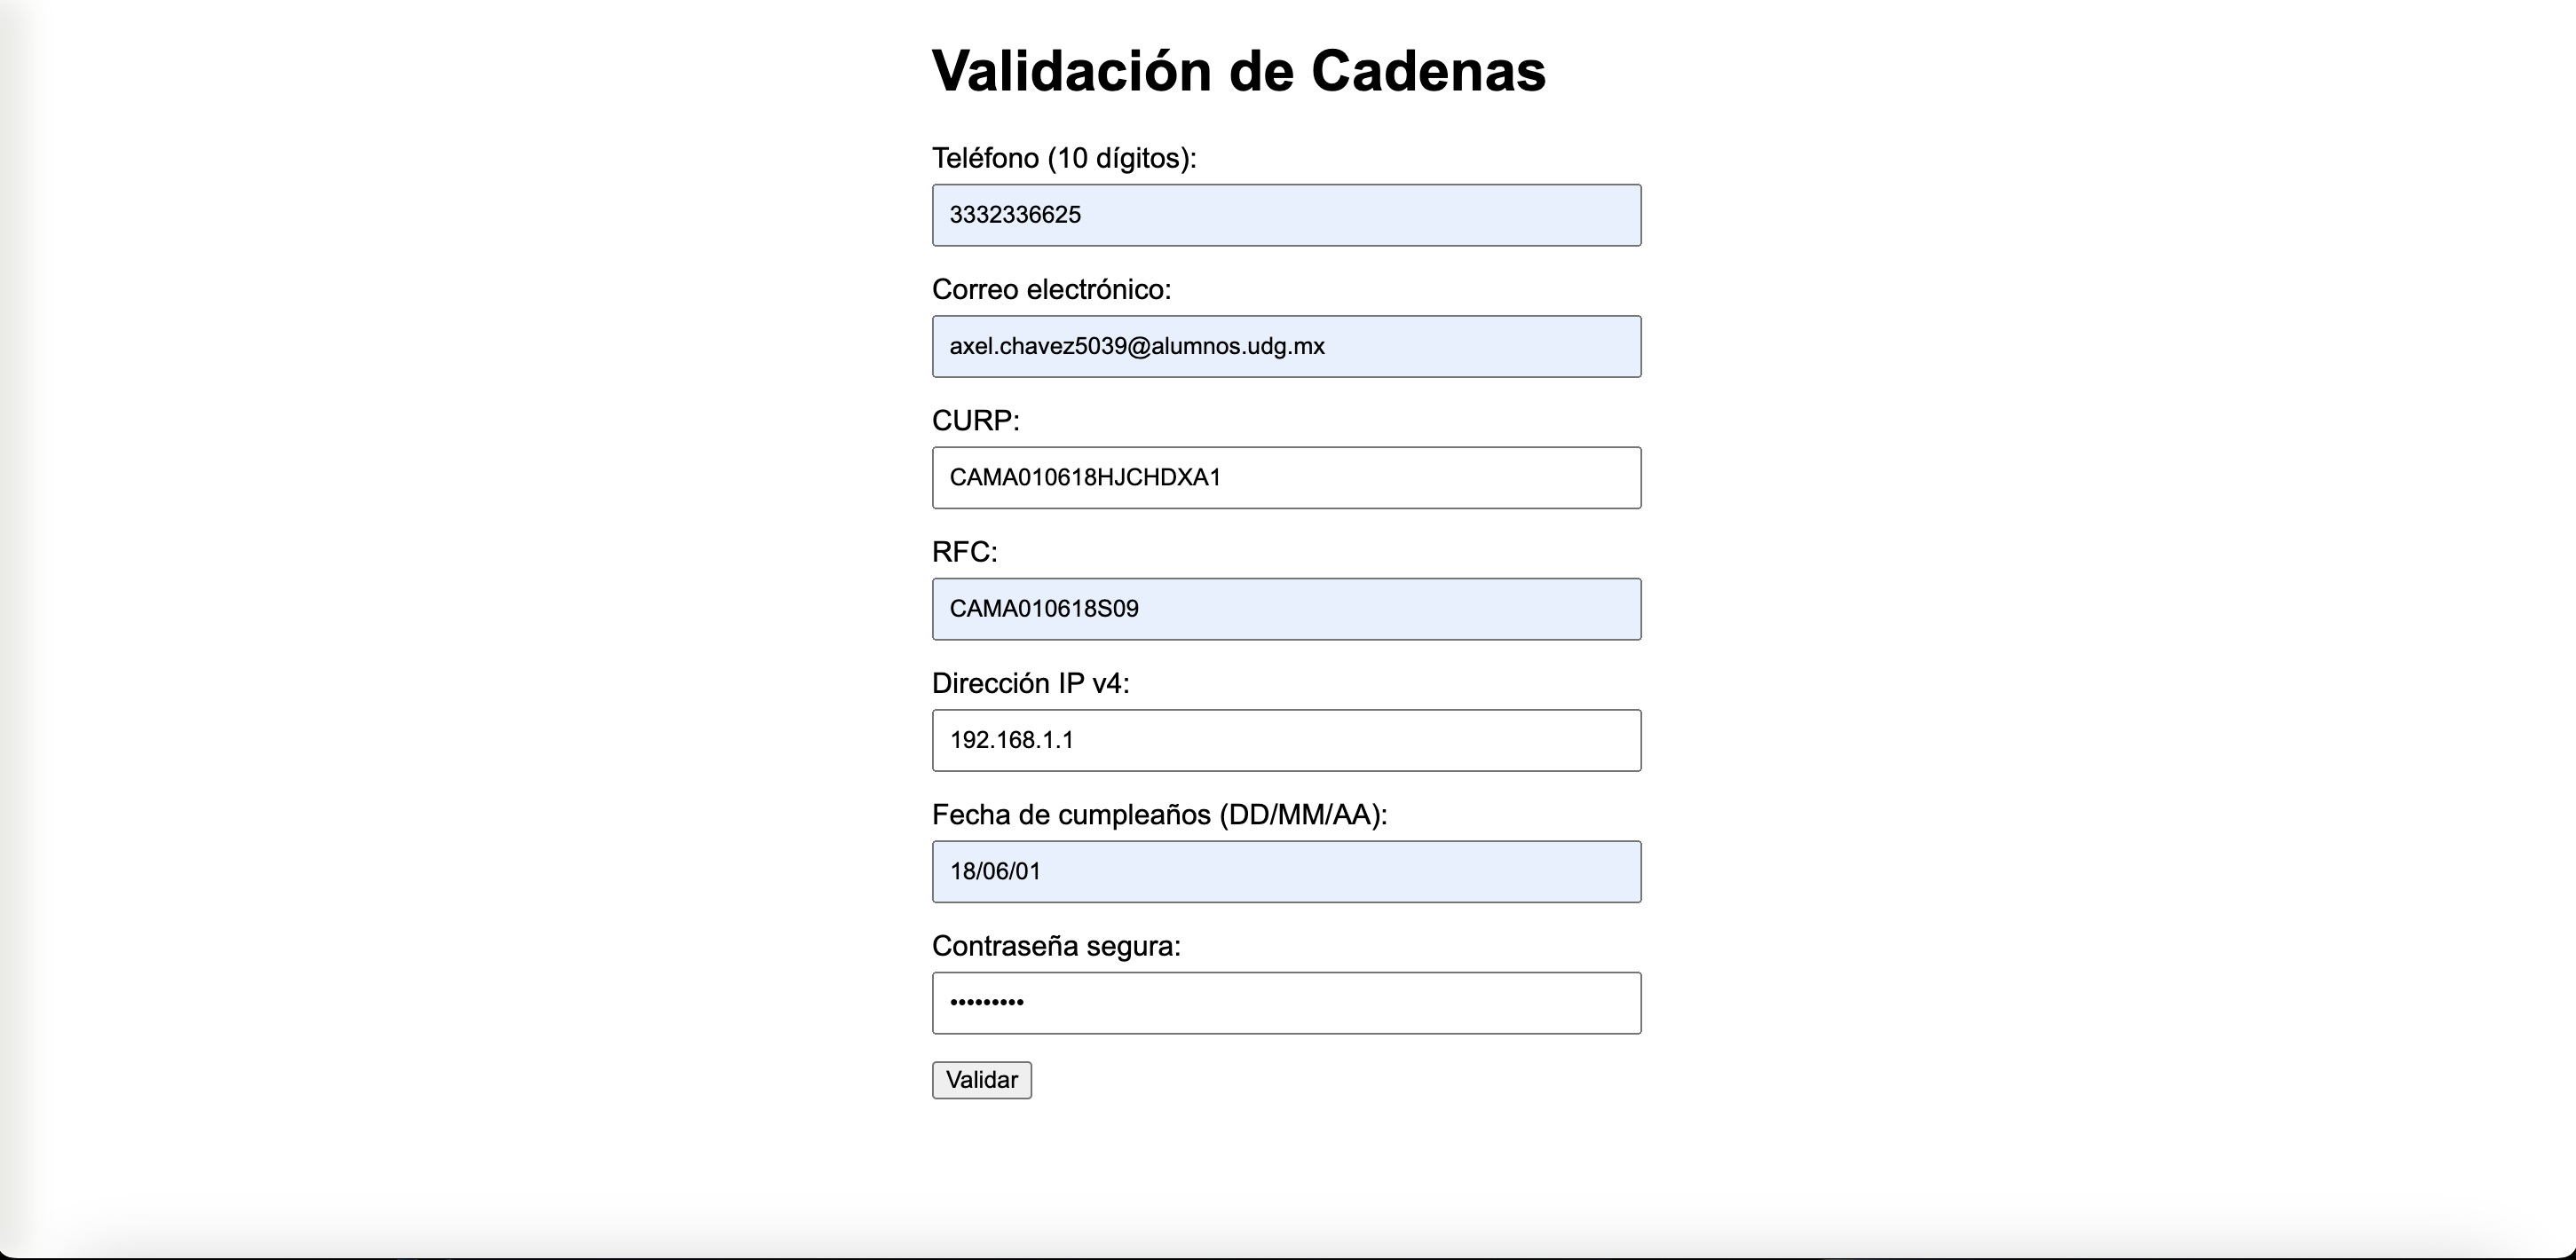 Validación de Cadenas
Teléfono (10 dígitos):
3332336625
Correo electrónico:
axel.chavez5039@alumnos.udg.mx
CURP:
CAMA010618HJCHDXA1
RFC:
CAMA010618S09
Dirección IP v4:
192.168.1.1
Fecha de cumpleaños (DD/MM/AA):
18/06/01
Contraseña segura:
•••••••••
Validar